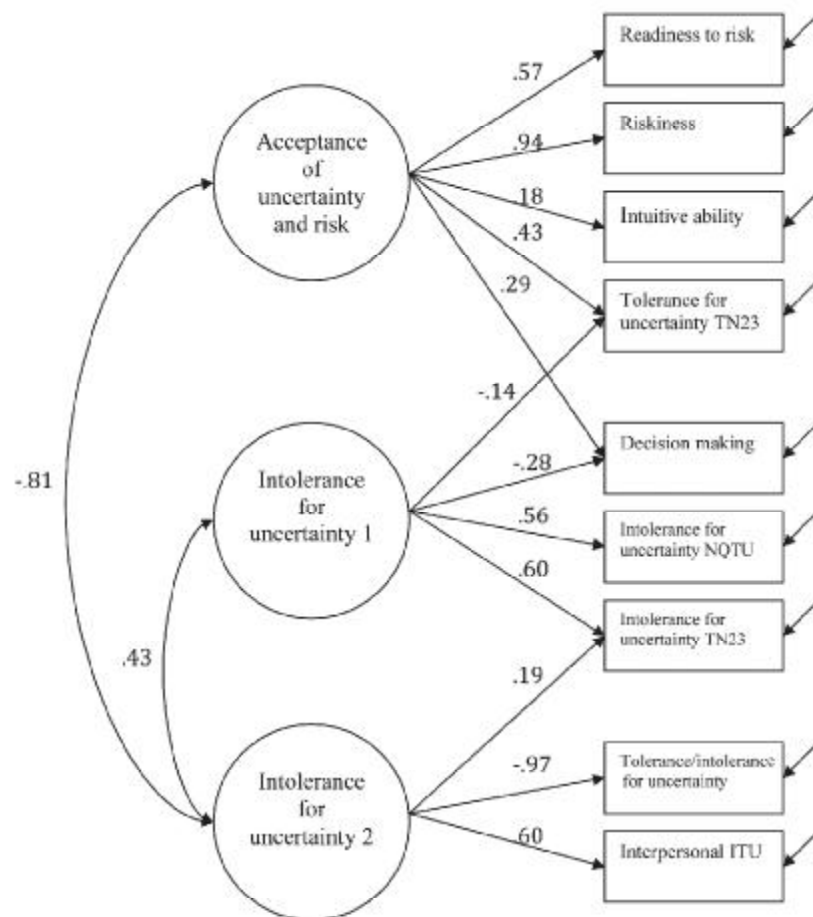 Readiness to risk
.57
Acceptance
of
uncertainty
and risk
Riskiness
.94
.18
Intuitive ability
.43
.29
Tolerance for
uncertainty TN23
-.14
Decision making
-.28
-.81
Intolerance
for
uncertainty 1
.56
Intolerance for
uncertainty NQTU
.60
Intolerance for
uncertainty TN23
.43
.19
Intolerance
for
uncertainty 2
-.97
Tolerance/intolerance
for uncertainty
.60
Interpersonal ITU